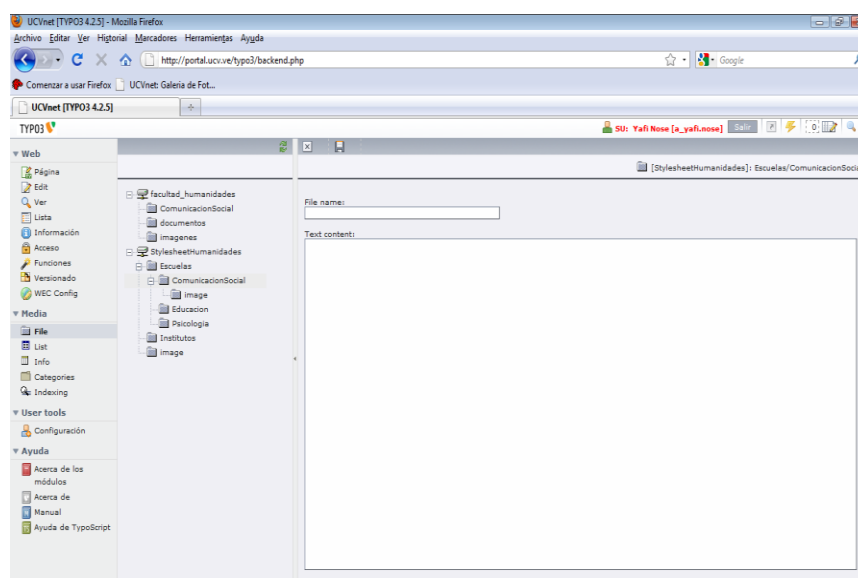 UCVnet [TYPO3 4.2.5] - Mozilla Firefox
Archivo Editar Ver Historial Marcadores Herramientas Ayuda
http://portal.ucv.ve/typo3/backend.php
Google
Comenzar a usar Firefox UCVnet: Galeria de Fot...
UCVnet [TYPO3 4.2.5]
TYPO3
SU: Yafi Nose [a_yafi.nose] Salir
0
Web
Página
Edit
Ver
Lista
Información
Acceso
Funciones
Versionado
WEC Config
Media
File
List
Info
Categories
Indexing
User tools
Configuración
Ayuda
Acerca de los
módulos
Acerca de
Manual
Ayuda de TypoScript
facultad_humanidades
ComunicacionSocial
documentos
imagenes
StylesheetHumanidades
Escuelas
ComunicacionSocial
image
Educacion
Psicologia
Institutos
image
[StylesheetHumanidades]: Escuelas/ComunicacionSocia
File name:
Text content: